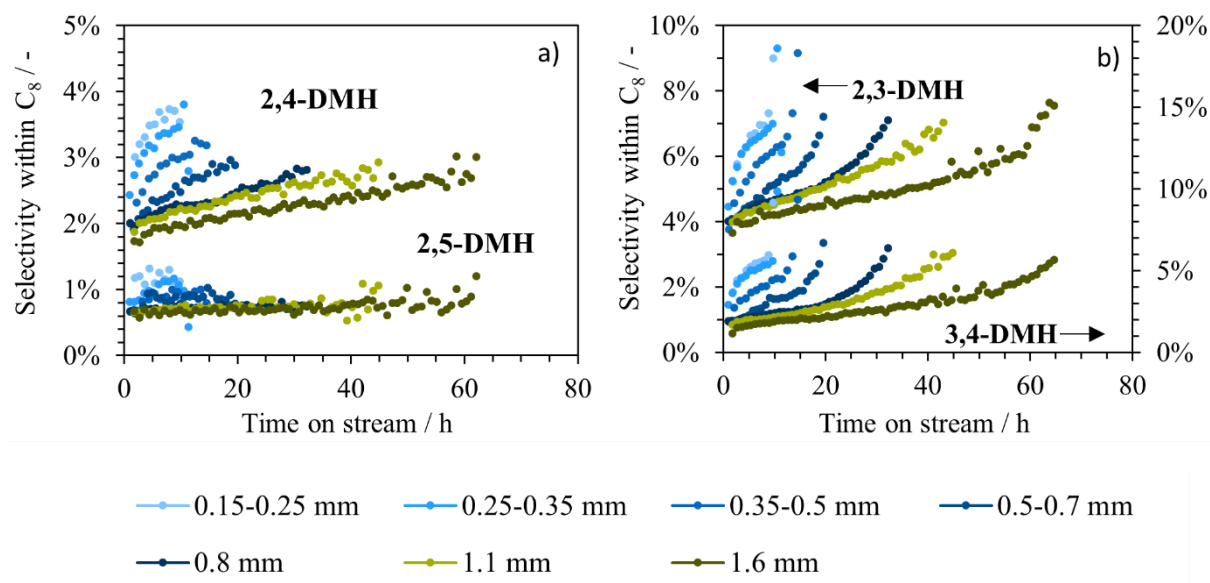 a)
Selectivity within C₈ / -
5%
4%
3%
2%
1%
0%
2,4-DMH
2,5-DMH
0 20 40 60 80
Time on stream / h
b)
Selectivity within C₈ / -
10%
8%
6%
4%
2%
0%
2,3-DMH
3,4-DMH
20%
15%
10%
5%
0%
0 20 40 60 80
Time on stream / h
0.15-0.25 mm 0.25-0.35 mm 0.35-0.5 mm 0.5-0.7 mm
0.8 mm 1.1 mm 1.6 mm